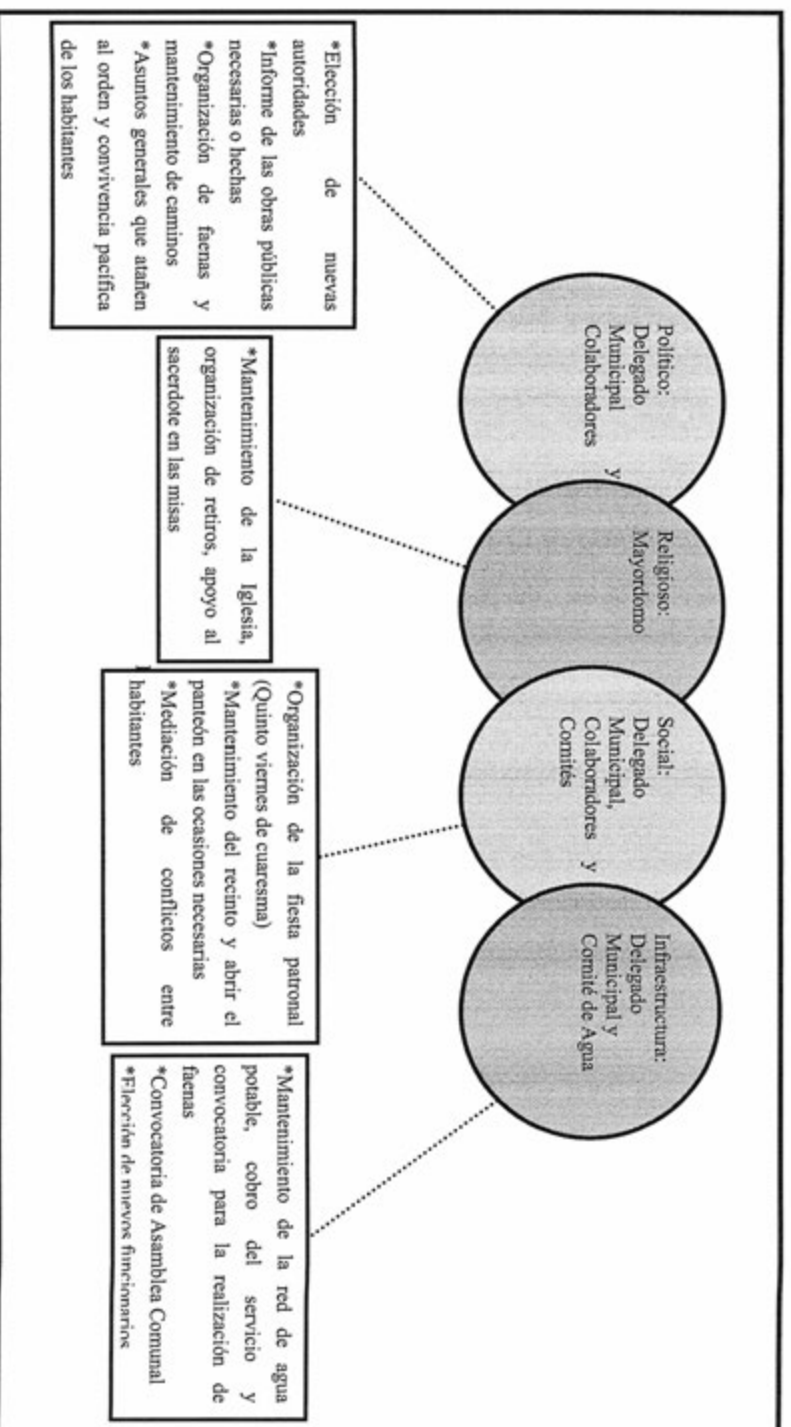 Político:
Delegado
Municipal y
Colaboradores
Religioso:
Mayordomo
Social:
Delegado
Municipal,
Colaboradores y
Comités
Infraestructura:
Delegado
Municipal y
Comité de Agua
*Elección de nuevas
autoridades
*Informe de las obras públicas
necesarias o hechas
*Organización de faenas y
mantenimiento de caminos
*Asuntos generales que atañen
al orden y convivencia pacífica
de los habitantes
*Mantenimiento de la Iglesia,
organización de retiros, apoyo al
sacerdote en las misas
*Organización de la fiesta patronal
(Quinto viernes de cuaresma)
*Mantenimiento del recinto y abrir el
panteón en las ocasiones necesarias
*Mediación de conflictos entre
habitantes
*Mantenimiento de la red de agua
potable, cobro del servicio y
convocatoria para la realización de
faenas
*Convocatoria de Asamblea Comunal
*Elección de nuevos funcionarios